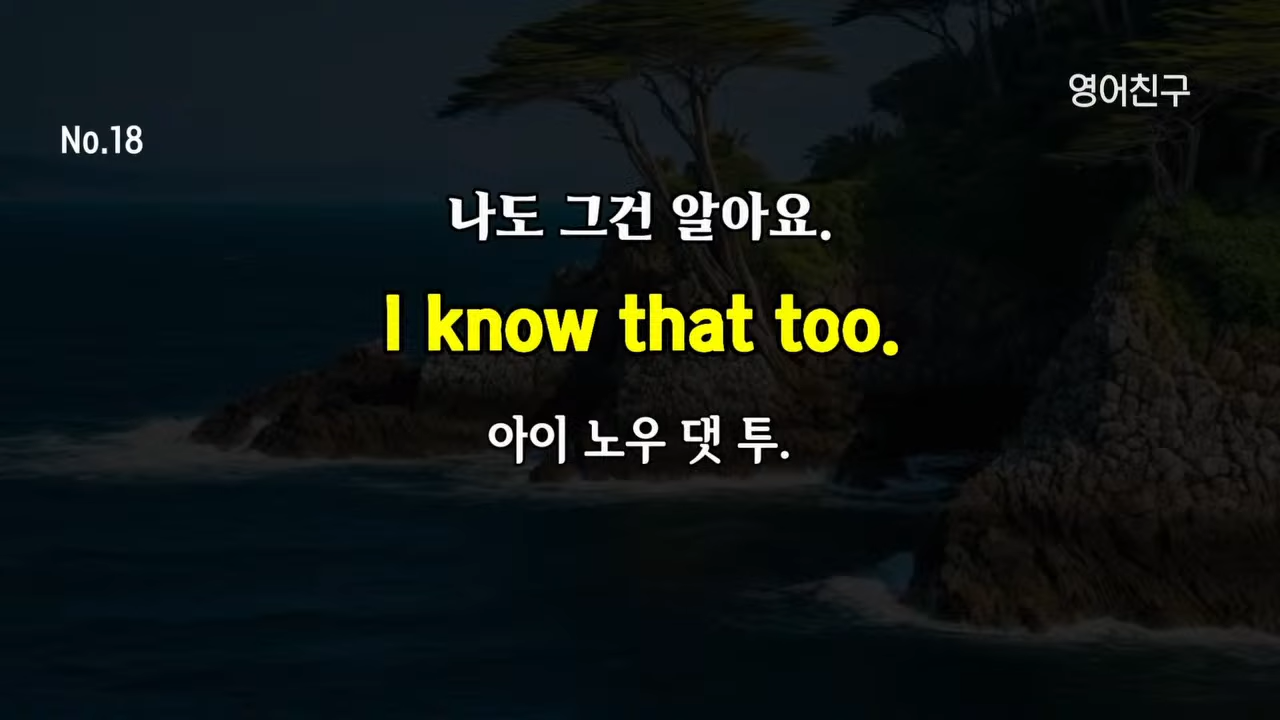 영어친구
No.18
나도 그건 알아요.
I know that too.
아이 노우 댓 투.